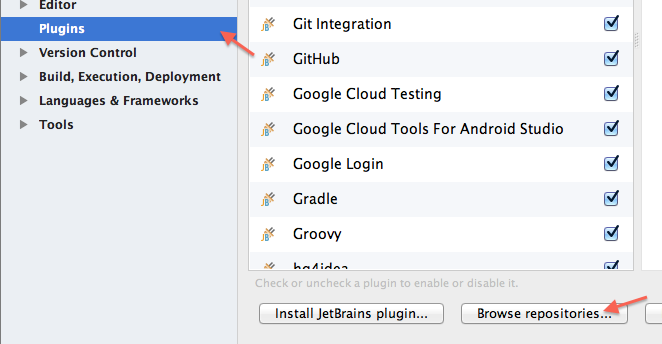 Editor
Plugins
Version Control
Build, Execution, Deployment
Languages & Frameworks
Tools
Git Integration
GitHub
Google Cloud Testing
Google Cloud Tools For Android Studio
Google Login
Gradle
Groovy
hg4idea
Check or uncheck a plugin to enable or disable it.
Install JetBrains plugin...
Browse repositories...